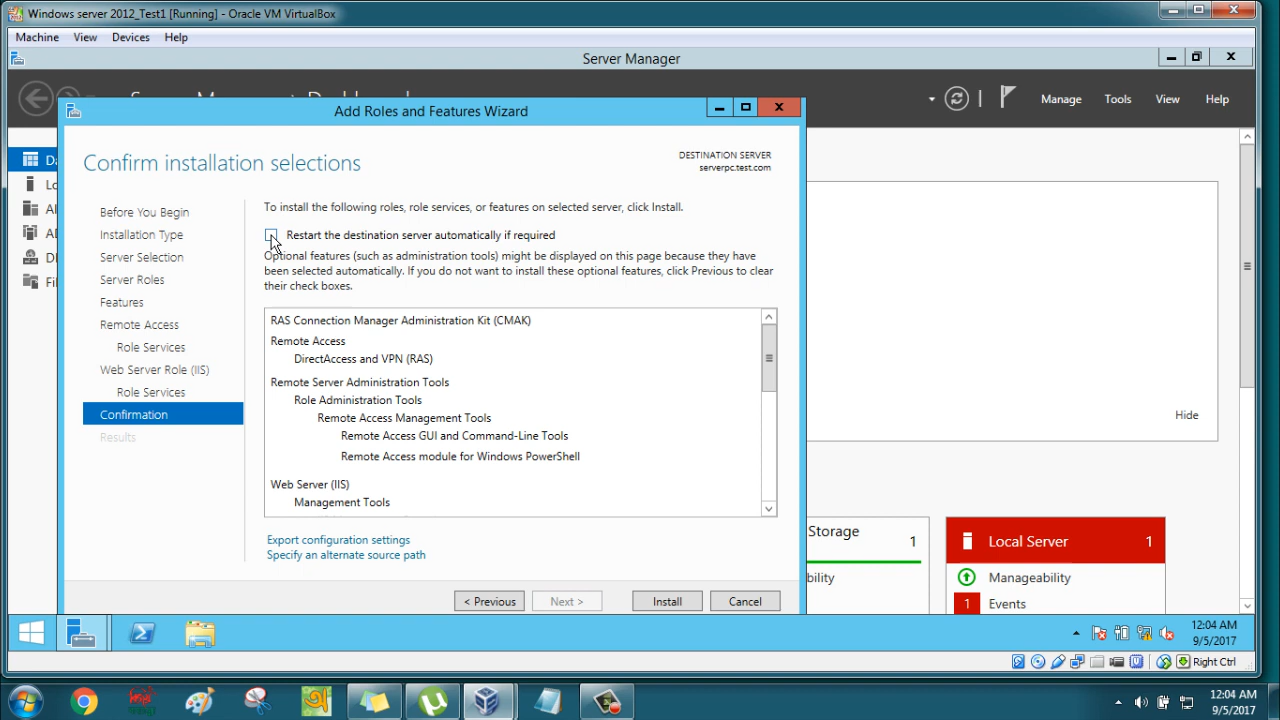 Windows server 2012_Test1 [Running] - Oracle VM VirtualBox
Machine View Devices Help
Server Manager
Manage Tools View Help
Add Roles and Features Wizard
Confirm installation selections
DESTINATION SERVER
serverpc.test.com
Before You Begin
Installation Type
Server Selection
Server Roles
Features
Remote Access
Role Services
Web Server Role (IIS)
Role Services
Confirmation
Results
To install the following roles, role services, or features on selected server, click Install.
Restart the destination server automatically if required
Optional features (such as administration tools) might be displayed on this page because they have
been selected automatically. If you do not want to install these optional features, click Previous to clear
their check boxes.
RAS Connection Manager Administration Kit (CMAK)
Remote Access
DirectAccess and VPN (RAS)
Remote Server Administration Tools
Role Administration Tools
Remote Access Management Tools
Remote Access GUI and Command-Line Tools
Remote Access module for Windows PowerShell
Web Server (IIS)
Management Tools
Export configuration settings
Specify an alternate source path
< Previous Next > Install Cancel
Hide
Storage 1
bility
Local Server 1
Manageability
1 Events
12:04 AM
9/5/2017
Right Ctrl
12:04 AM
9/5/2017